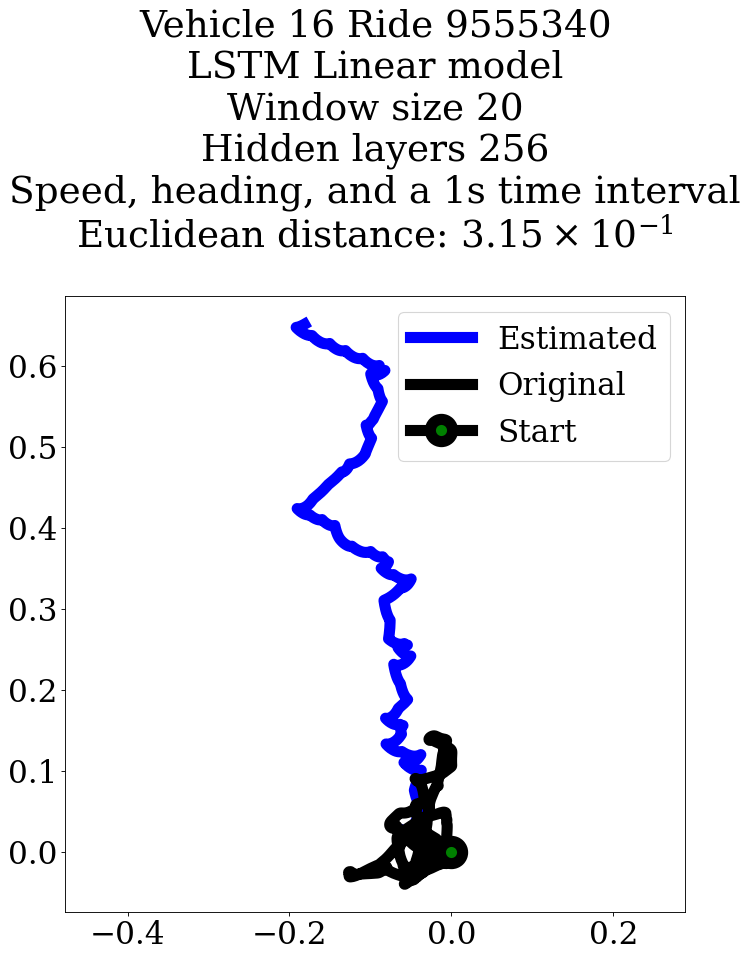 Vehicle 16 Ride 9555340
LSTM Linear model
Window size 20
Hidden layers 256
Speed, heading, and a 1s time interval
Euclidean distance: 3.15 × 10⁻¹
Estimated
Original
Start
0.6
0.5
0.4
0.3
0.2
0.1
0.0
−0.4 −0.2 0.0 0.2